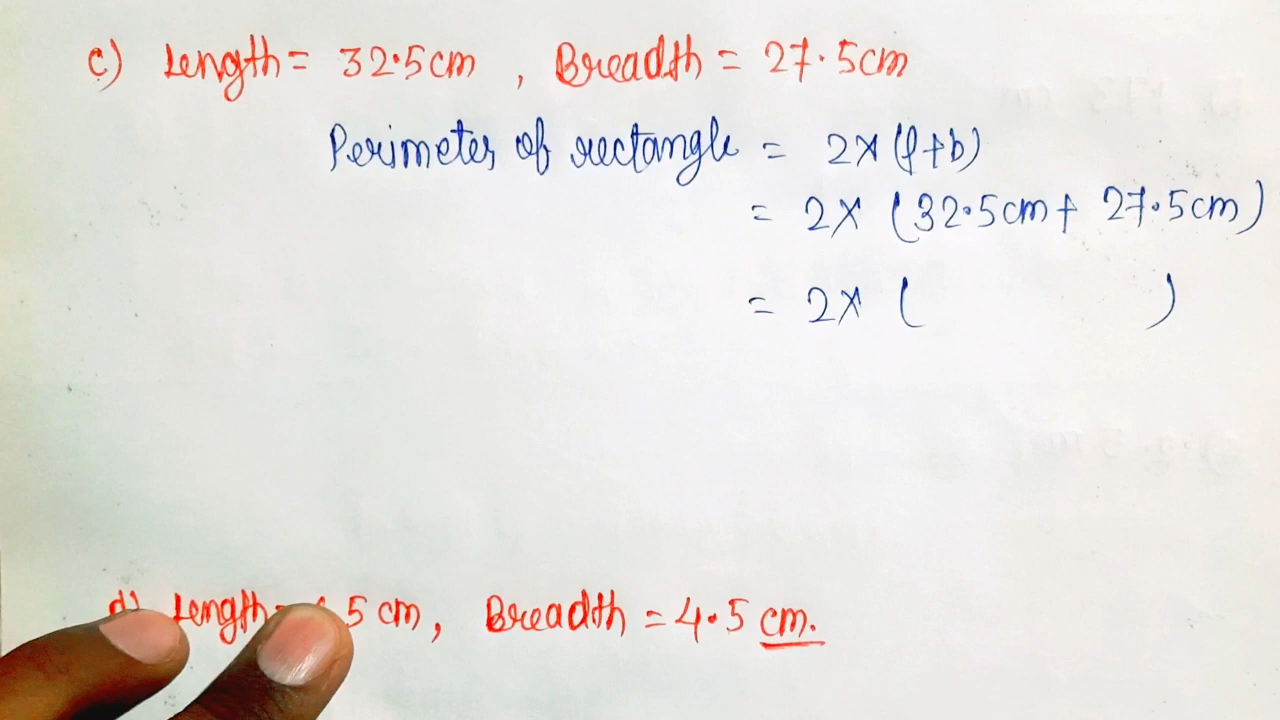 c) Length = 32.5cm , Breadth = 27.5cm
Perimeter of rectangle = 2× (l+b)
= 2× (32.5cm + 27.5cm)
= 2× ( )
d) Length = 5 cm, Breadth = 4.5 cm.